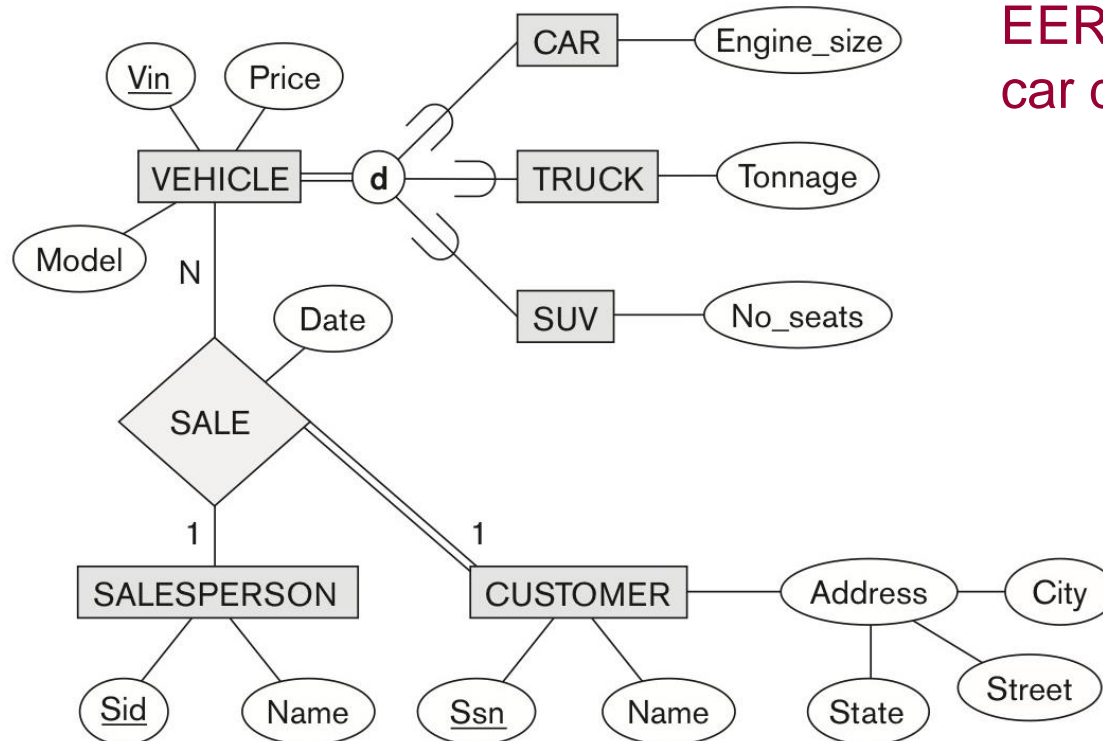 EER
car
CAR
Engine_size
Vin
Price
VEHICLE
d
TRUCK
Tonnage
Model
N
SUV
No_seats
Date
SALE
1
1
SALESPERSON
CUSTOMER
Address
City
Sid
Name
Ssn
Name
State
Street